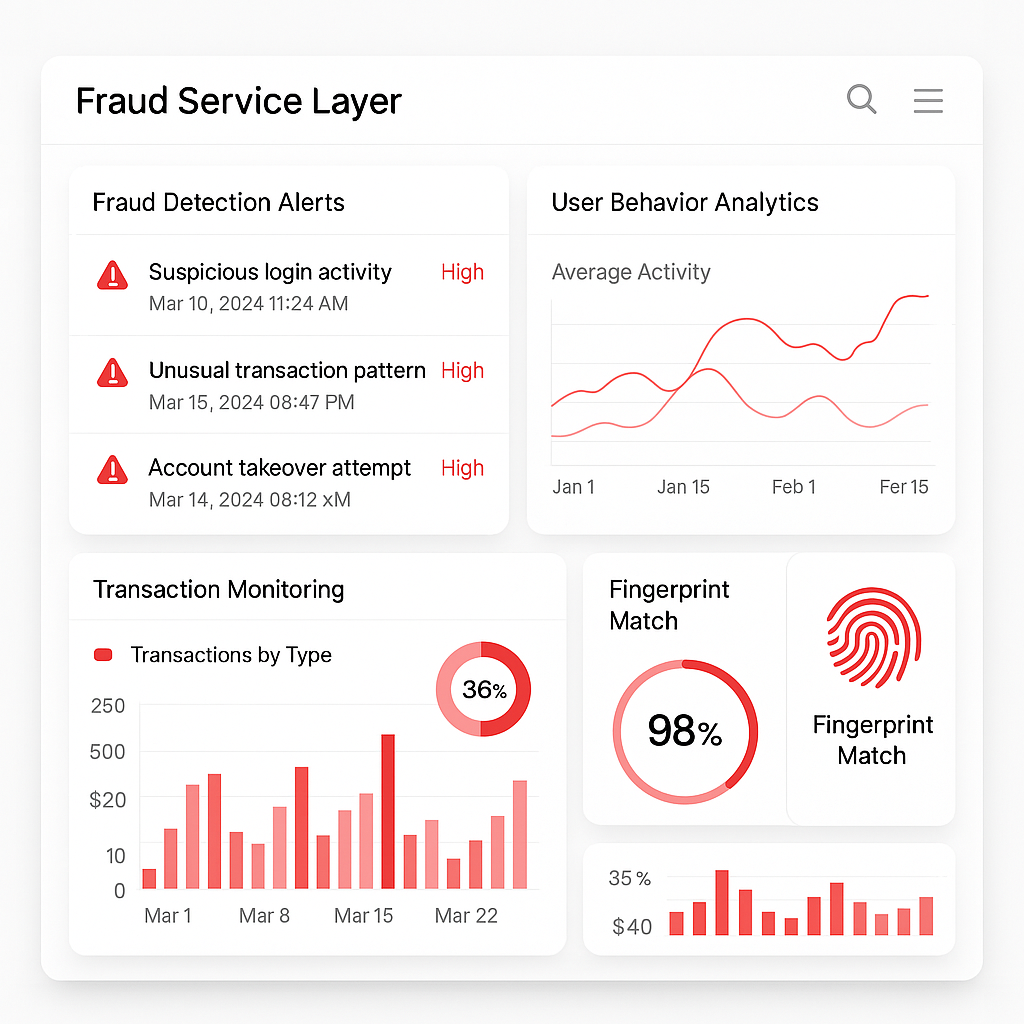 Fraud Service Layer
Fraud Detection Alerts
Suspicious login activity High
Mar 10, 2024 11:24 AM
Unusual transaction pattern High
Mar 15, 2024 08:47 PM
Account takeover attempt High
Mar 14, 2024 08:12 xM
User Behavior Analytics
Average Activity
Jan 1 Jan 15 Feb 1 Fer 15
Transaction Monitoring
Transactions by Type
36%
250
500
$20
10
0
Mar 1 Mar 8 Mar 15 Mar 22
Fingerprint
Match
98%
Fingerprint
Match
35%
$40